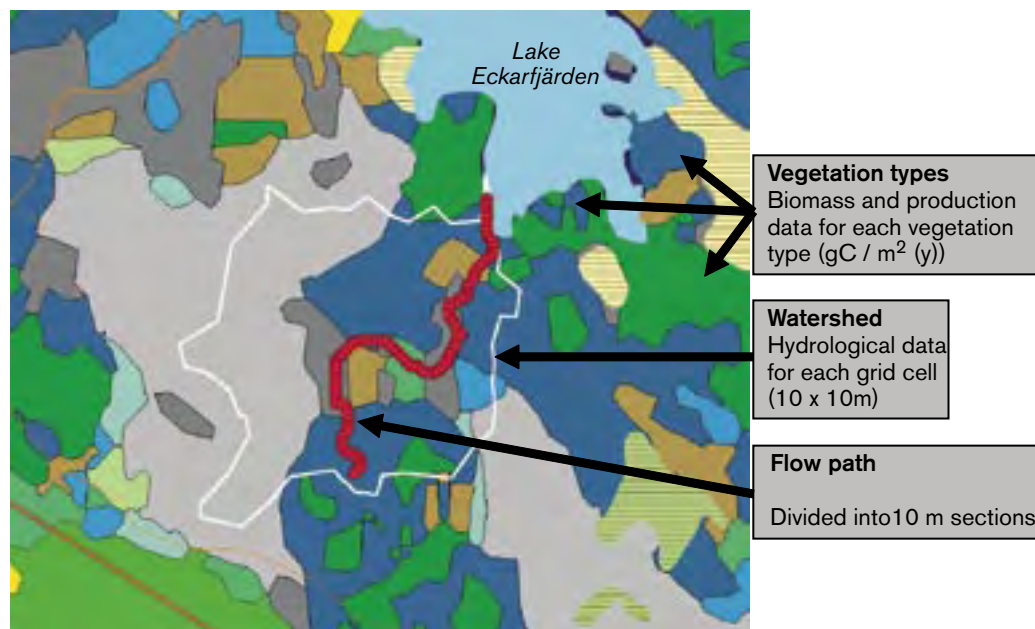 Lake
Eckarfjärden
Vegetation types
Biomass and production
data for each vegetation
type (gC / m² (y))
Watershed
Hydrological data
for each grid cell
(10 x 10m)
Flow path
Divided into10 m sections